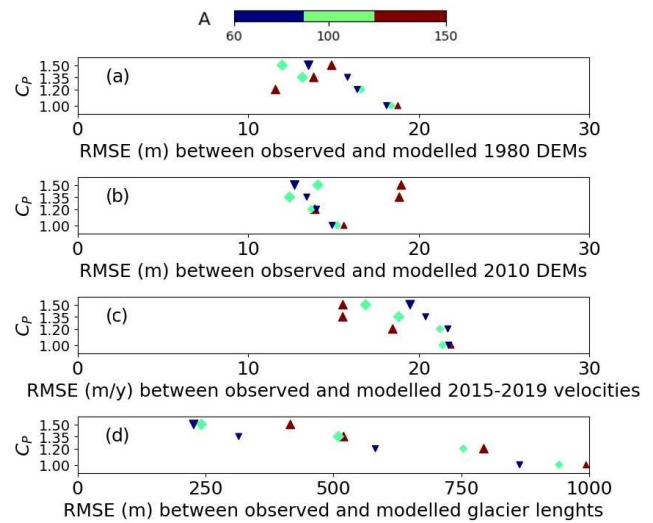 A
60 100 150
C_P
1.50
1.35
1.20
1.00
(a)
0 10 20 30
RMSE (m) between observed and modelled 1980 DEMs
C_P
1.50
1.35
1.20
1.00
(b)
0 10 20 30
RMSE (m) between observed and modelled 2010 DEMs
C_P
1.50
1.35
1.20
1.00
(c)
0 10 20 30
RMSE (m/y) between observed and modelled 2015-2019 velocities
C_P
1.50
1.35
1.20
1.00
(d)
0 250 500 750 1000
RMSE (m) between observed and modelled glacier lenghts